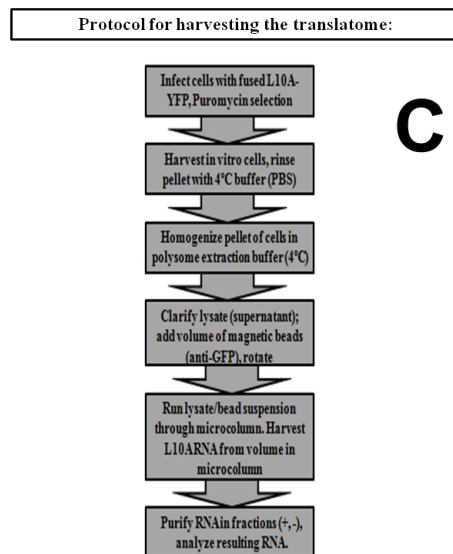 Protocol for harvesting the translatome:
C
Infect cells with fused L10A-
YFP, Puromycin selection
Harvest in vitro cells, rinse
pellet with 4°C buffer (PBS)
Homogenize pellet of cells in
polysome extraction buffer (4°C)
Clarify lysate (supernatant);
add volume of magnetic beads
(anti-GFP), rotate
Run lysate/bead suspension
through microcolumn. Harvest
L10ARNA from volume in
microcolumn
Purify RNAin fractions (+,-),
analyze resulting RNA.